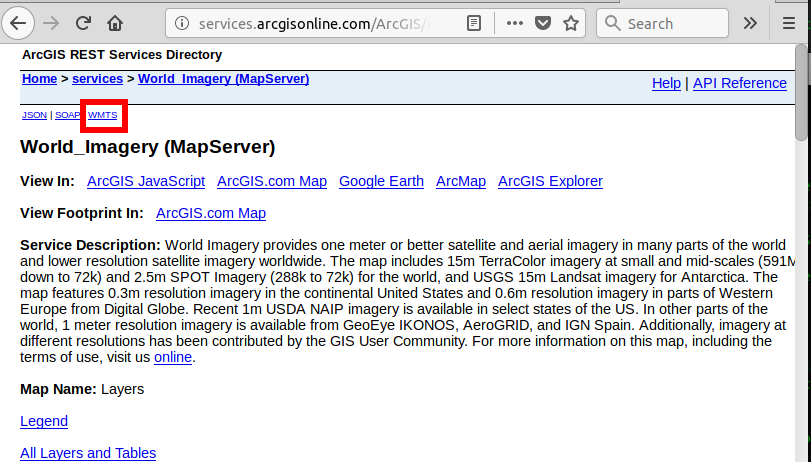 services.arcgisonline.com/ArcGIS/ Search
ArcGIS REST Services Directory
Home > services > World_Imagery (MapServer)
Help | API Reference
JSON | SOAP WMTS
World_Imagery (MapServer)
View In: ArcGIS JavaScript ArcGIS.com Map Google Earth ArcMap ArcGIS Explorer
View Footprint In: ArcGIS.com Map
Service Description: World Imagery provides one meter or better satellite and aerial imagery in many parts of the world
and lower resolution satellite imagery worldwide. The map includes 15m TerraColor imagery at small and mid-scales (591M
down to 72k) and 2.5m SPOT Imagery (288k to 72k) for the world, and USGS 15m Landsat imagery for Antarctica. The
map features 0.3m resolution imagery in the continental United States and 0.6m resolution imagery in parts of Western
Europe from Digital Globe. Recent 1m USDA NAIP imagery is available in select states of the US. In other parts of the
world, 1 meter resolution imagery is available from GeoEye IKONOS, AeroGRID, and IGN Spain. Additionally, imagery at
different resolutions has been contributed by the GIS User Community. For more information on this map, including the
terms of use, visit us online.
Map Name: Layers
Legend
All Layers and Tables